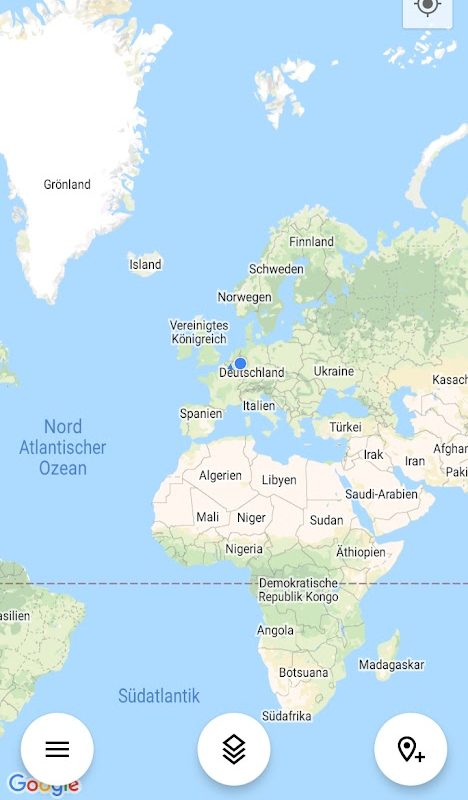 Grönland
Finnland
Island
Schweden
Norwegen
Vereinigtes
Königreich
Deutschland
Ukraine
Kasach
Spanien
Italien
Türkei
Nord
Atlantischer
Ozean
Irak
Iran
Afghan
Paki
Algerien
Libyen
Saudi-Arabien
Mali
Niger
Sudan
Nigeria
Äthiopien
Demokratische
Republik Kongo
asilien
Angola
Madagaskar
Botsuana
Südatlantik
Südafrika
Google